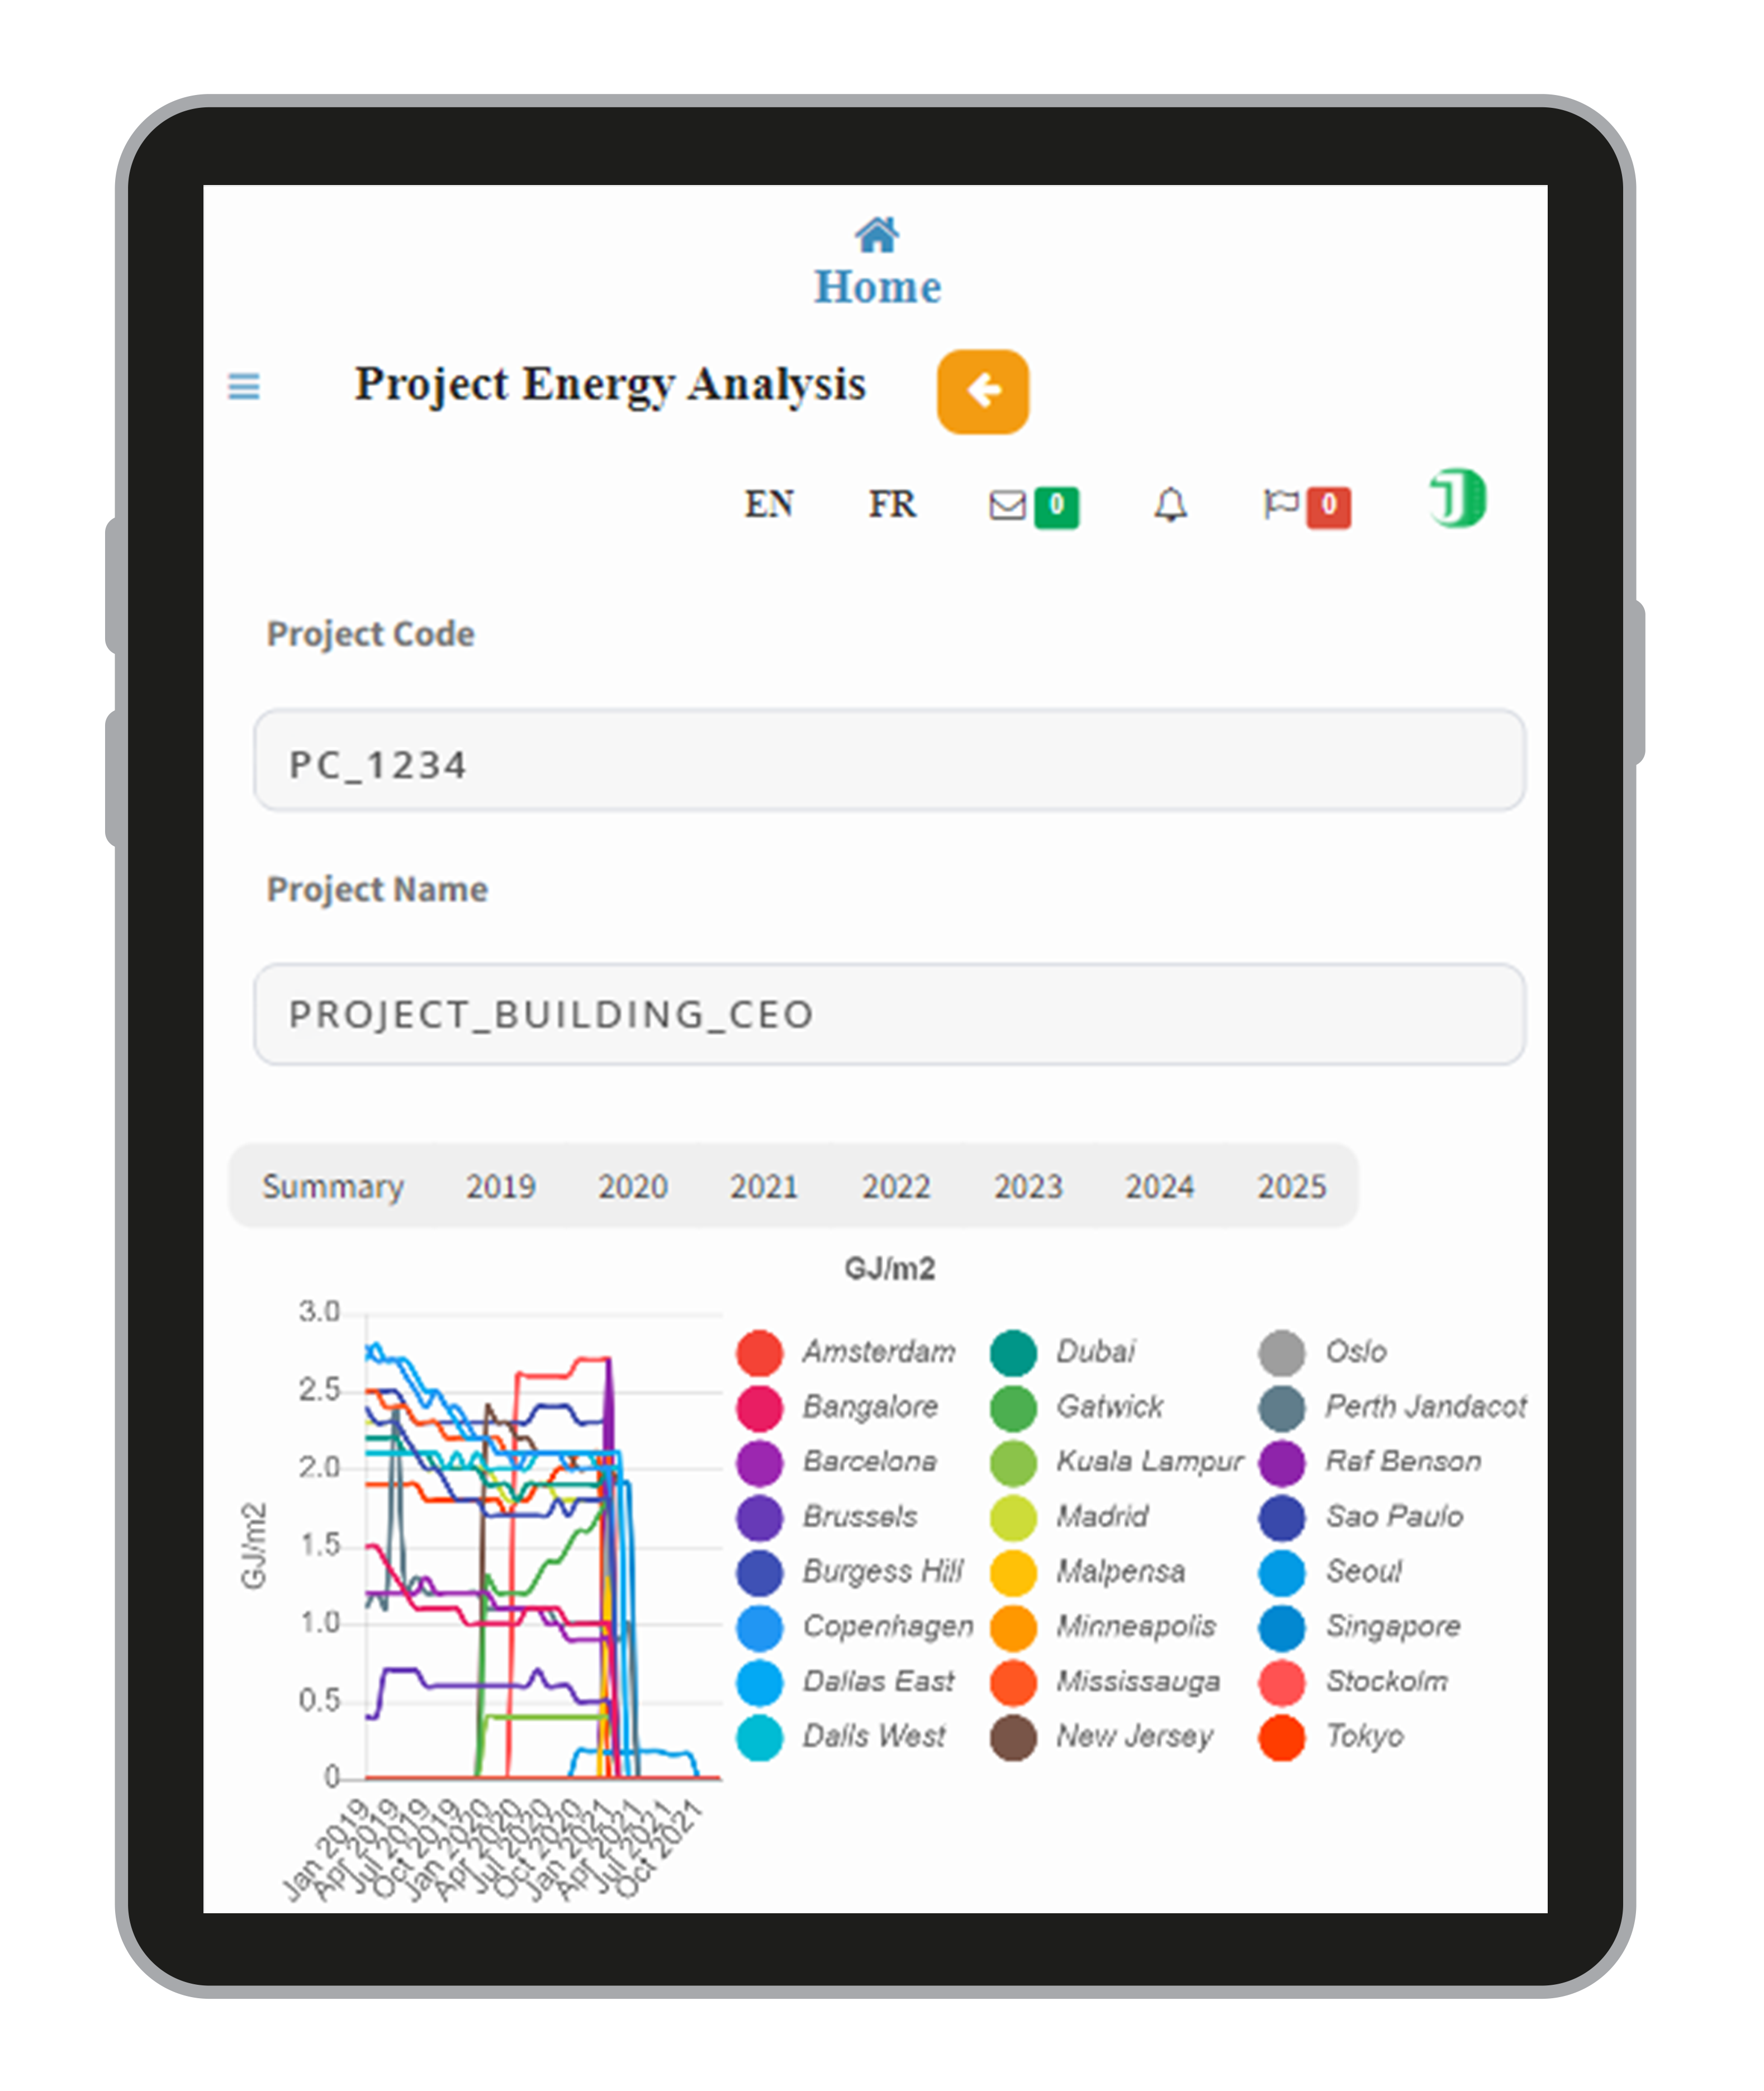 Home
Project Energy Analysis
EN FR 0 0
Project Code
PC_1234
Project Name
PROJECT_BUILDING_CEO
Summary 2019 2020 2021 2022 2023 2024 2025
GJ/m2
GJ/m2
3.0
2.5
2.0
1.5
1.0
0.5
0
Jan 2019
Apr 2019
Jul 2019
Oct 2019
Jan 2020
Apr 2020
Jul 2020
Oct 2020
Jan 2021
Apr 2021
Jul 2021
Oct 2021
Amsterdam Dubai Oslo
Bangalore Gatwick Perth Jandacot
Barcelona Kuala Lampur Raf Benson
Brussels Madrid Sao Paulo
Burgess Hill Malpensa Seoul
Copenhagen Minneapolis Singapore
Dallas East Mississauga Stockolm
Dalls West New Jersey Tokyo